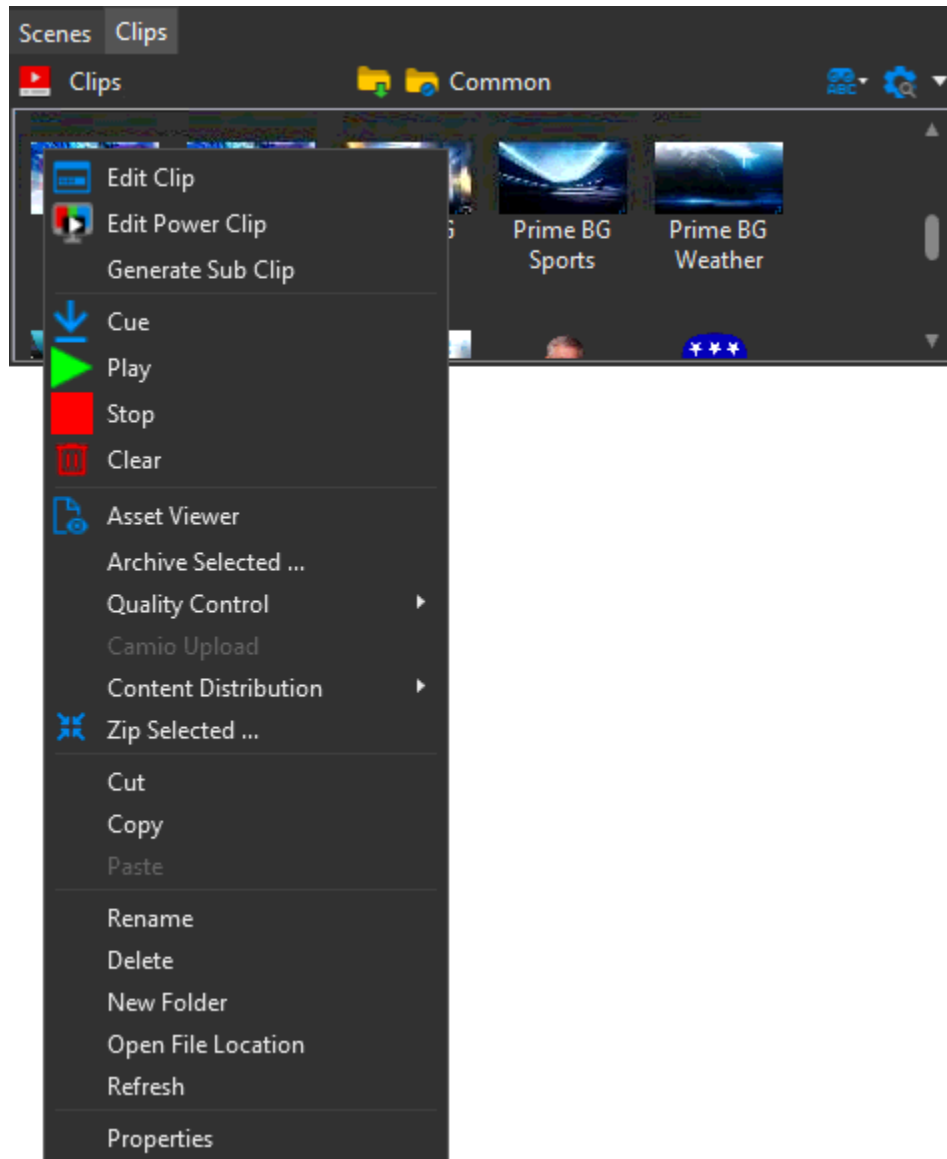 Scenes Clips
Clips Common ABC
Edit Clip
Edit Power Clip
Prime BG Prime BG
Sports Weather
Generate Sub Clip
Cue
Play
Stop
Clear
Asset Viewer
Archive Selected ...
Quality Control
Camio Upload
Content Distribution
Zip Selected ...
Cut
Copy
Paste
Rename
Delete
New Folder
Open File Location
Refresh
Properties